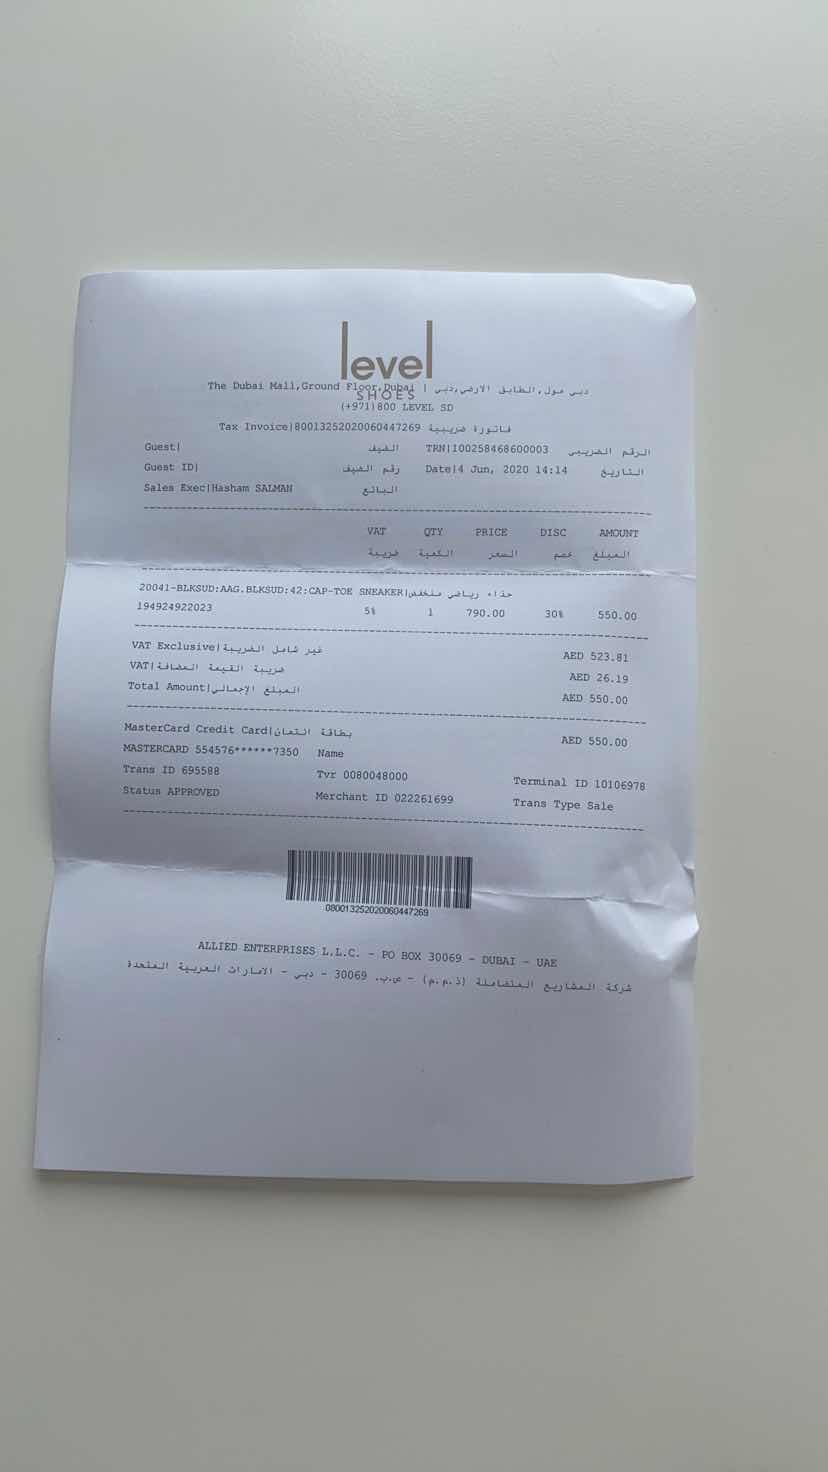 level
SHOES
The Dubai Mall,Ground Floor,Dubai | دبي مول,الطابق الارضي,دبي
(+971)800 LEVEL SD
Tax Invoice|80013252020060447269 فاتورة ضريبية
Guest| الضيف TRN|100258468600003 الرقم الضريبي
Guest ID| رقم الضيف Date|4 Jun, 2020 14:14 التاريخ
Sales Exec|Hasham SALMAN البائع
VAT QTY PRICE DISC AMOUNT
ضريبة الكمية السعر خصم المبلغ
20041-BLKSUD:AAG.BLKSUD:42:CAP-TOE SNEAKER|حذاء رياضي منخفض
194924922023 5% 1 790.00 30% 550.00
VAT Exclusive|غير شامل الضريبة AED 523.81
VAT|ضريبة القيمة المضافة AED 26.19
Total Amount|المبلغ الإجمالي AED 550.00
MasterCard Credit Card|بطاقة ائتمان AED 550.00
MASTERCARD 554576******7350 Name
Trans ID 695588 Tvr 0080048000 Terminal ID 10106978
Status APPROVED Merchant ID 022261699 Trans Type Sale
080013252020060447269
ALLIED ENTERPRISES L.L.C. - PO BOX 30069 - DUBAI - UAE
شركة المشاريع المتضامنة (ذ.م.م) - ص.ب. 30069 - دبي - الامارات العربية المتحدة